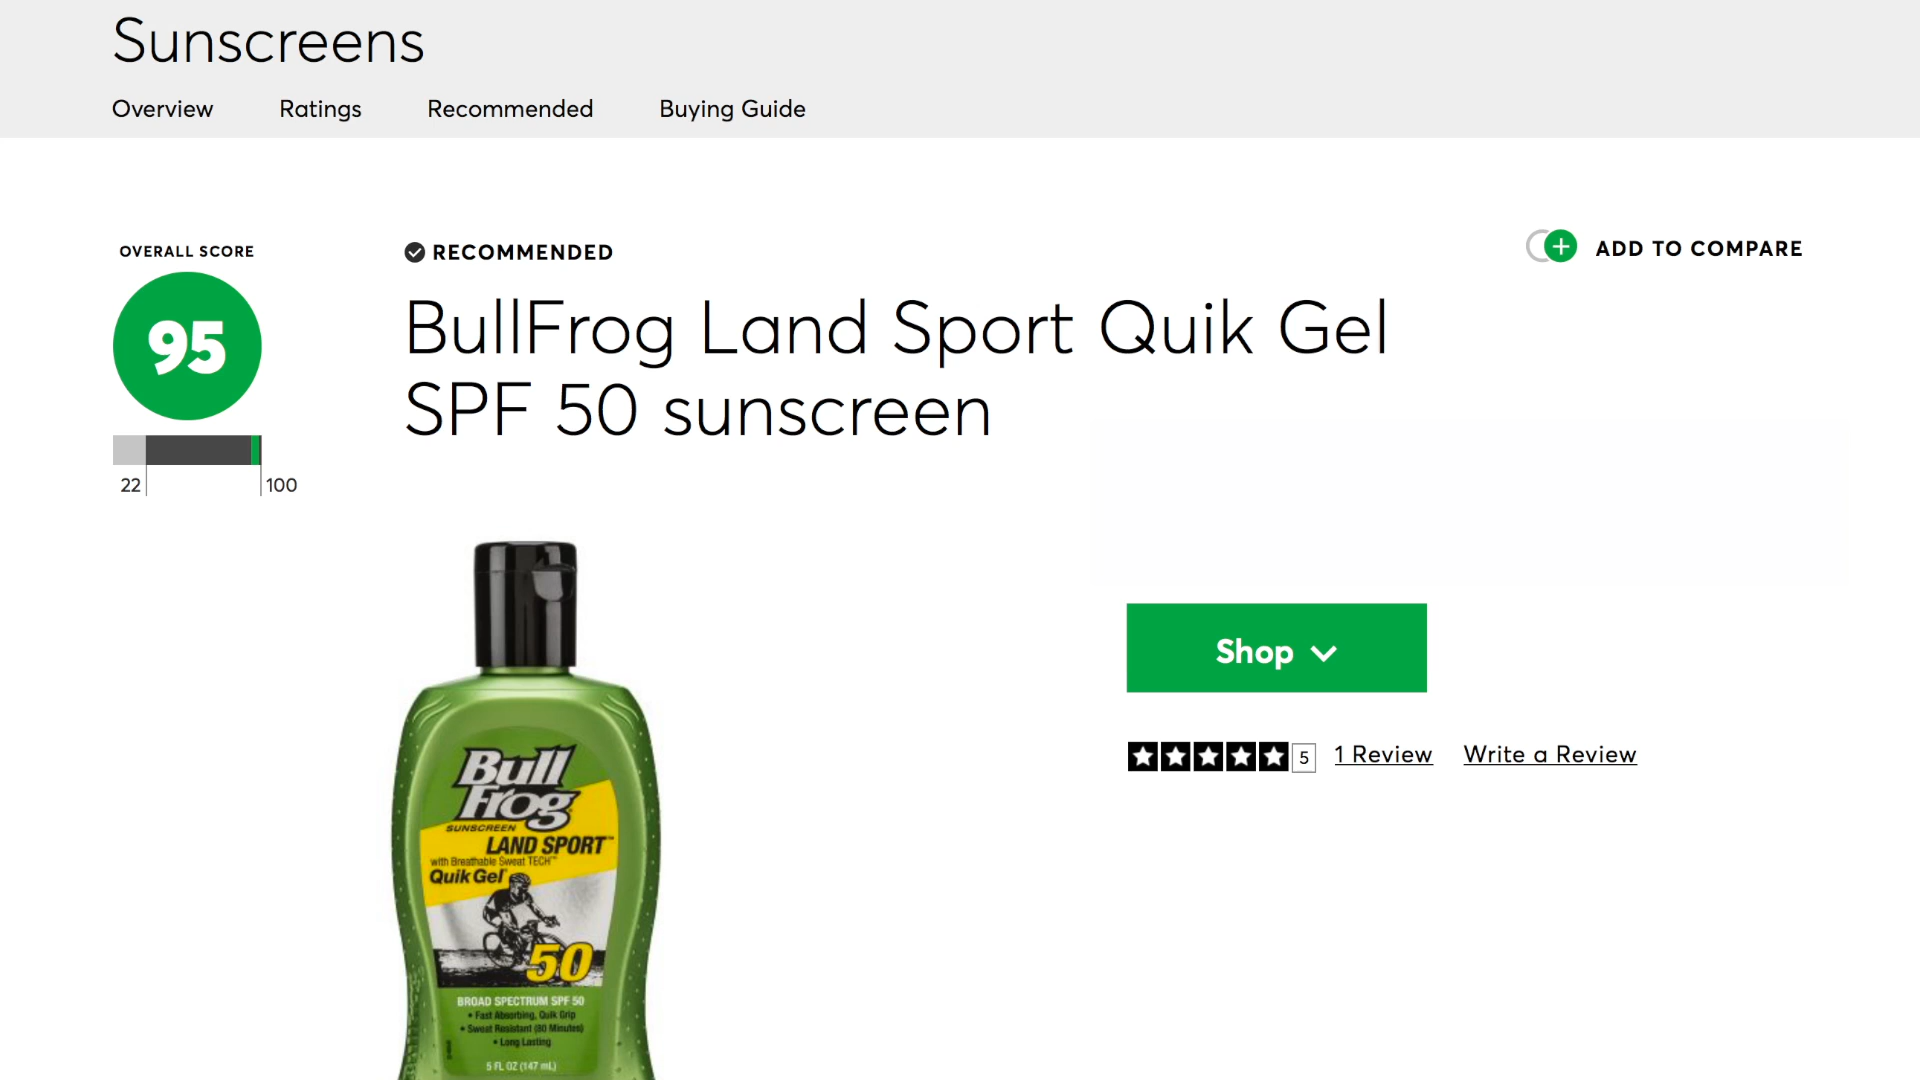 Sunscreens
Overview Ratings Recommended Buying Guide
OVERALL SCORE
95
22 100
RECOMMENDED
ADD TO COMPARE
BullFrog Land Sport Quik Gel
SPF 50 sunscreen
Shop
5 1 Review Write a Review
Bull
Frog
SUNSCREEN
LAND SPORT™
with Breathable Sweat TECH™
Quik Gel
50
BROAD SPECTRUM SPF 50
• Fast Absorbing, Quik Grip
• Sweat Resistant (80 Minutes)
• Long Lasting
5 FL OZ (147 mL)